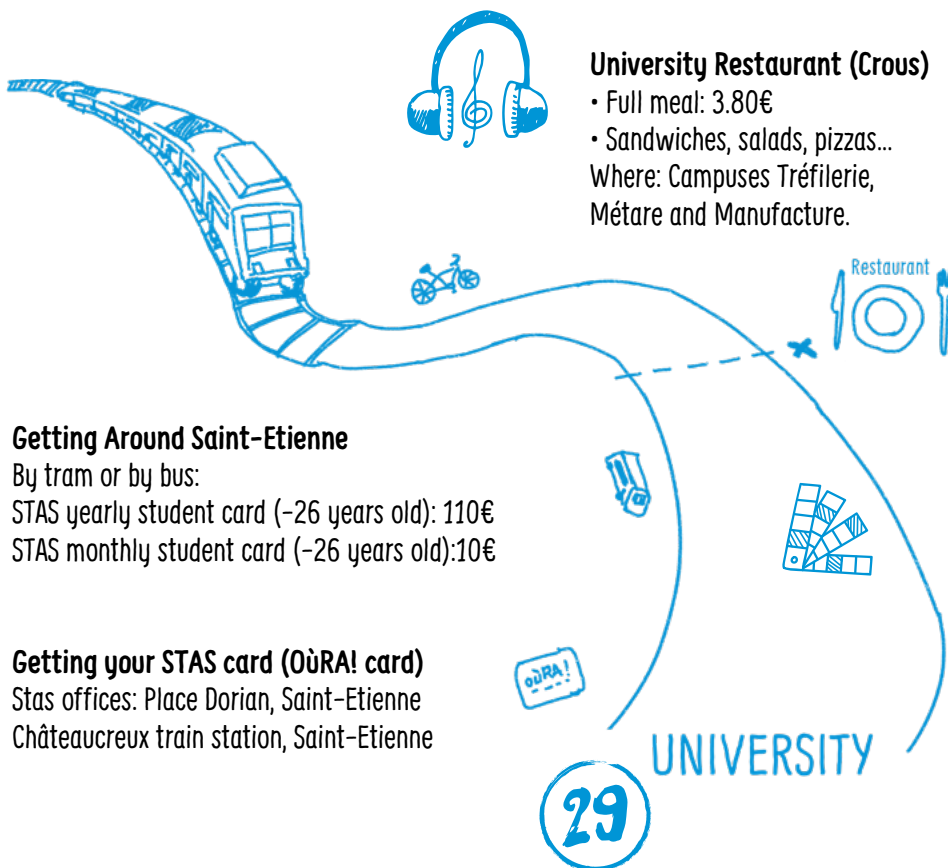 University Restaurant (Crous)
• Full meal: 3.80€
• Sandwiches, salads, pizzas...
Where: Campuses Tréfilerie,
Métare and Manufacture.
Restaurant
Getting Around Saint-Etienne
By tram or by bus:
STAS yearly student card (-26 years old): 110€
STAS monthly student card (-26 years old):10€
Getting your STAS card (OùRA! card)
Stas offices: Place Dorian, Saint-Etienne
Châteaucreux train station, Saint-Etienne
OùRA!
UNIVERSITY
29